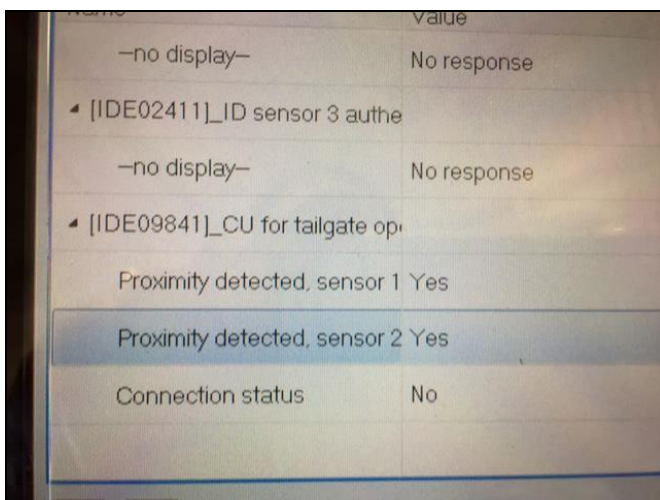 Value
—no display— No response
[IDE02411]_ID sensor 3 authe
—no display— No response
[IDE09841]_CU for tailgate op
Proximity detected, sensor 1 Yes
Proximity detected, sensor 2 Yes
Connection status No